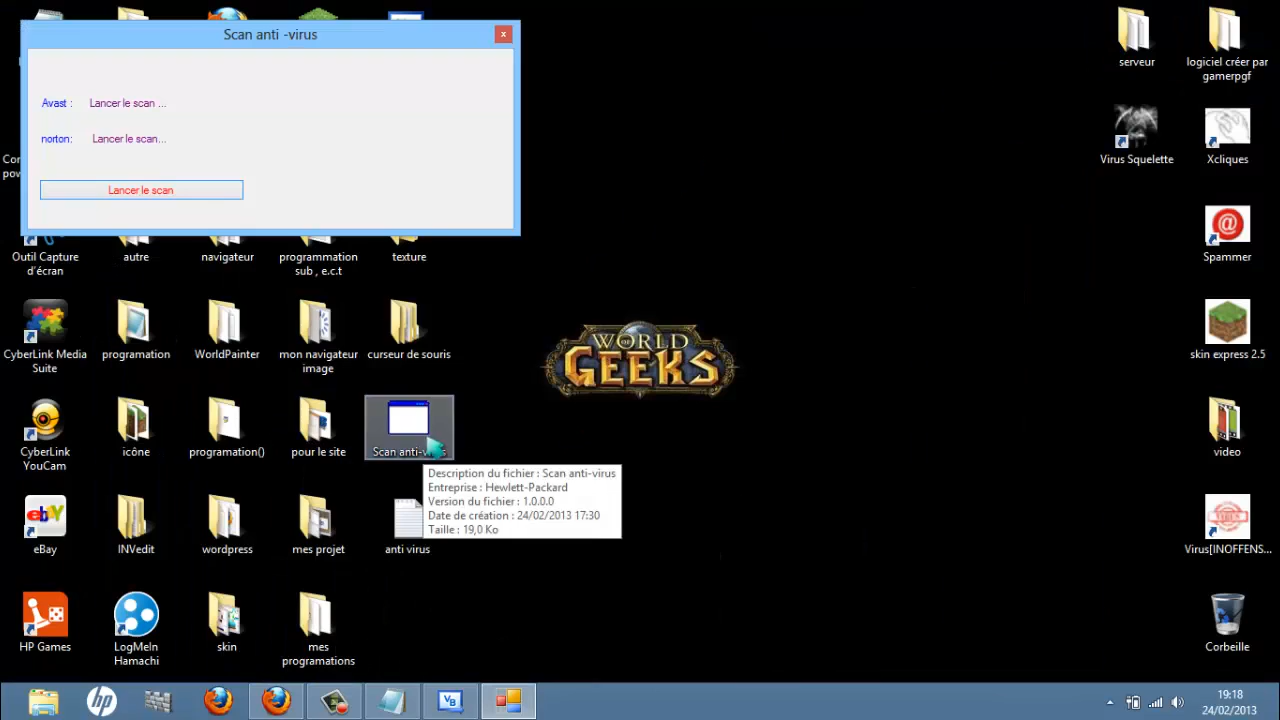 Scan anti -virus
x
Avast :
Lancer le scan ...
norton:
Lancer le scan...
Lancer le scan
serveur
logiciel créer par
gamerpgf
Virus Squelette
Xcliques
Outil Capture
d'écran
autre
navigateur
programmation
sub , e.c.t
texture
Spammer
CyberLink Media
Suite
programation
WorldPainter
mon navigateur
image
curseur de souris
WORLD
OF
GEEKS
skin express 2.5
CyberLink
YouCam
icône
programation()
pour le site
Scan anti-
video
Description du fichier : Scan anti-virus
Entreprise : Hewlett-Packard
Version du fichier : 1.0.0.0
Date de création : 24/02/2013 17:30
Taille : 19,0 Ko
ebY
eBay
INVedit
wordpress
mes projet
anti virus
VIRUS
Virus[INOFFENS...
HP Games
LogMeIn
Hamachi
skin
mes
programations
Corbeille
hp
VB
19:18
24/02/2013